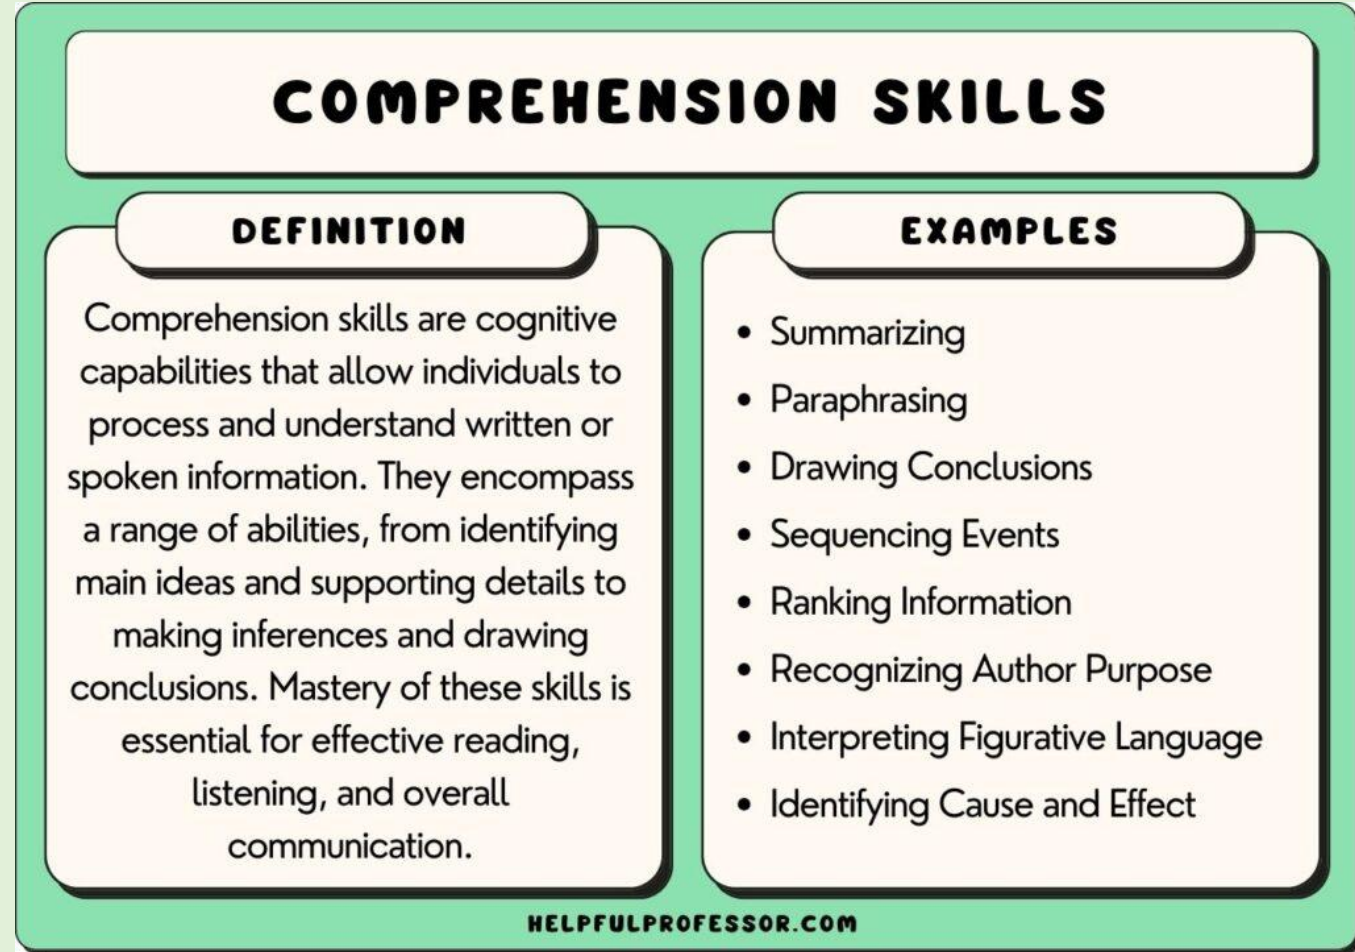 COMPREHENSION SKILLS
DEFINITION
Comprehension skills are cognitive
capabilities that allow individuals to
process and understand written or
spoken information. They encompass
a range of abilities, from identifying
main ideas and supporting details to
making inferences and drawing
conclusions. Mastery of these skills is
essential for effective reading,
listening, and overall
communication.
EXAMPLES
• Summarizing
• Paraphrasing
• Drawing Conclusions
• Sequencing Events
• Ranking Information
• Recognizing Author Purpose
• Interpreting Figurative Language
• Identifying Cause and Effect
HELPFULPROFESSOR.COM